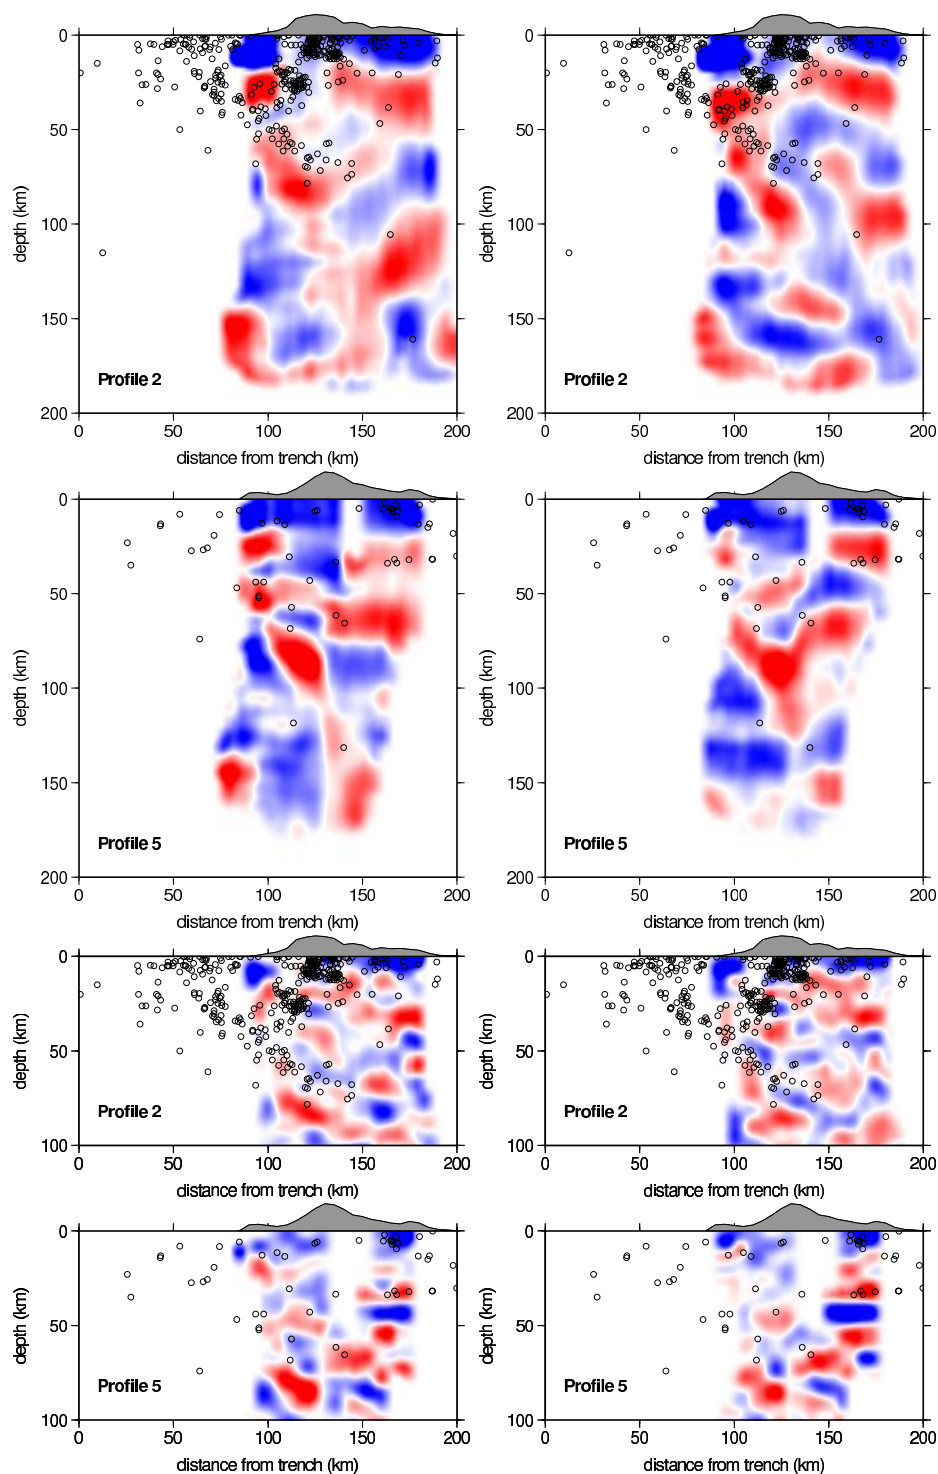 0 0
50 50
depth (km) depth (km)
100 100
150 150
Profile 2 Profile 2
200 200
0 50 100 150 200 0 50 100 150 200
distance from trench (km) distance from trench (km)
0 0
50 50
depth (km) depth (km)
100 100
150 150
Profile 5 Profile 5
200 200
0 50 100 150 200 0 50 100 150 200
distance from trench (km) distance from trench (km)
0 0
depth (km) depth (km)
50 50
Profile 2 Profile 2
100 100
0 50 100 150 200 0 50 100 150 200
distance from trench (km) distance from trench (km)
0 0
depth (km) depth (km)
50 50
Profile 5 Profile 5
100 100
0 50 100 150 200 0 50 100 150 200
distance from trench (km) distance from trench (km)